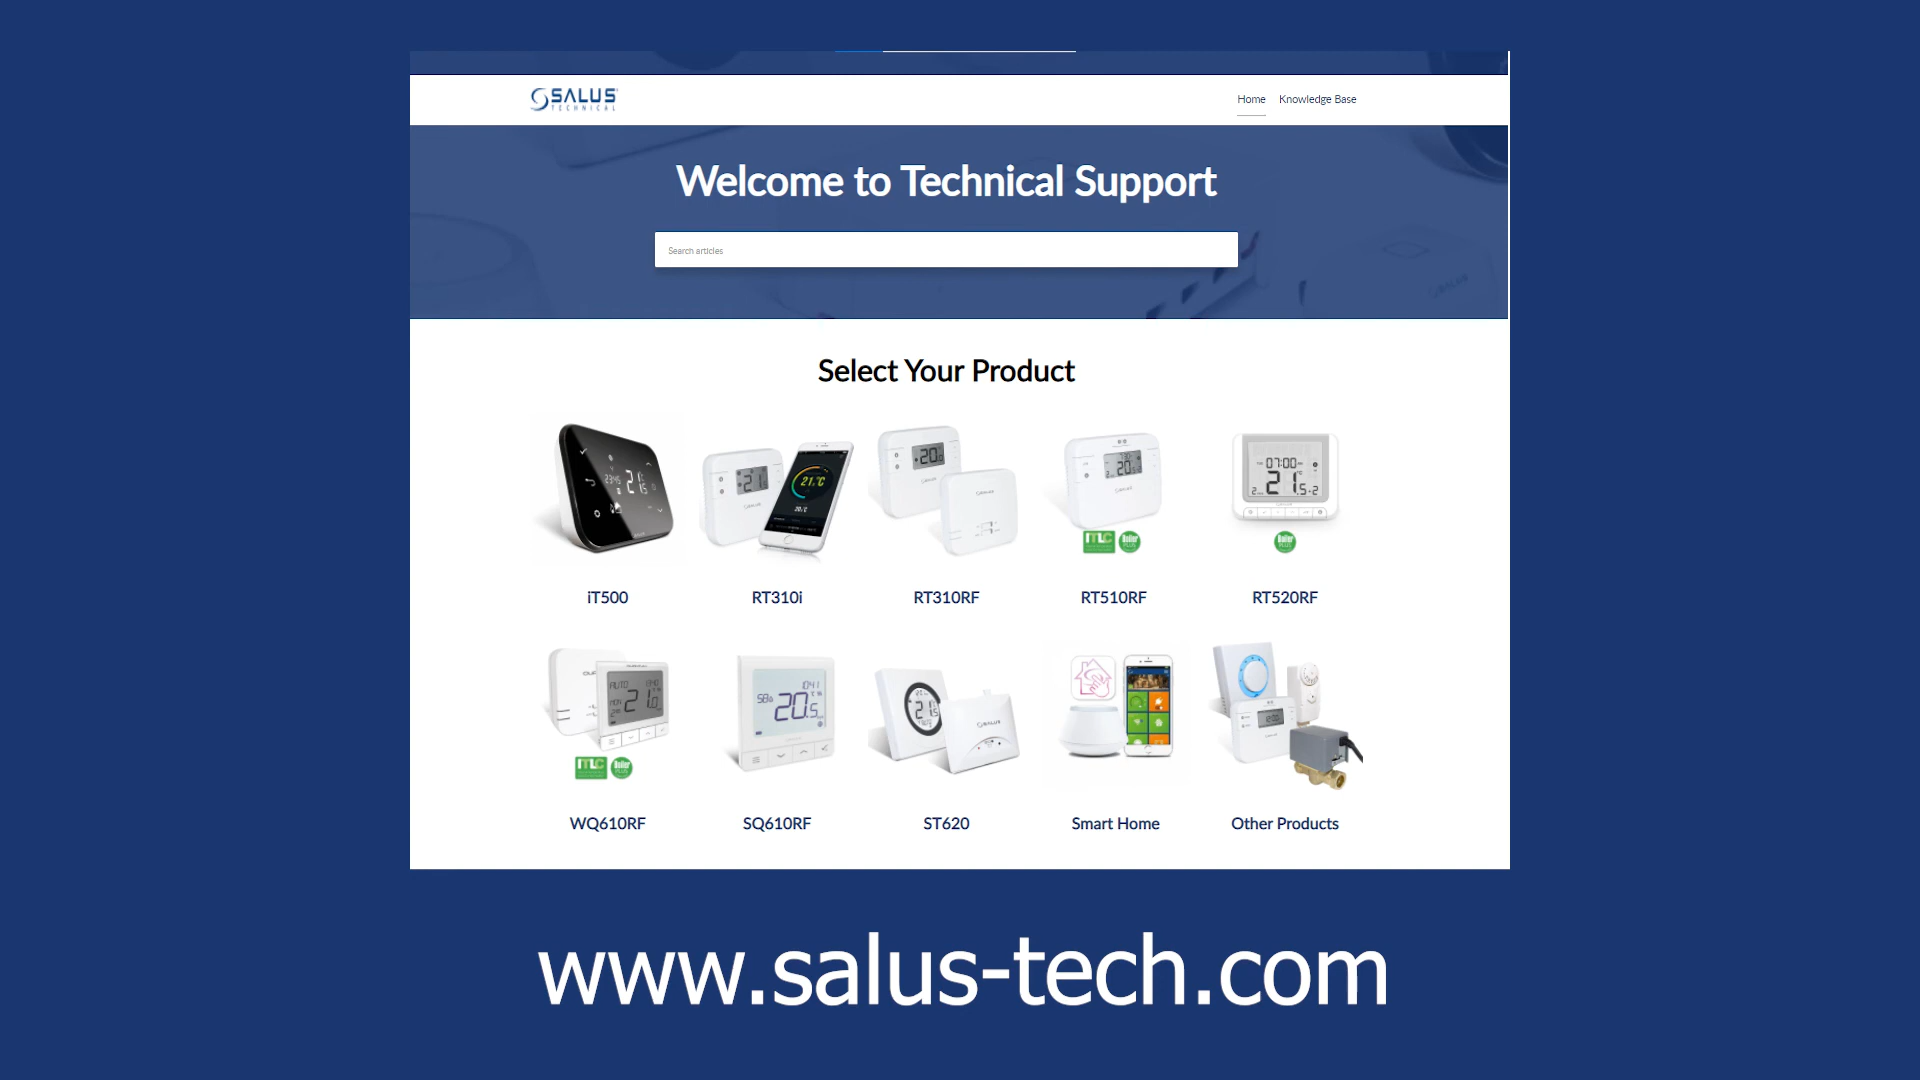 SALUS
TECHNICAL
Home
Knowledge Base
Welcome to Technical Support
Search articles
Select Your Product
iT500
RT310i
RT310RF
RT510RF
RT520RF
WQ610RF
SQ610RF
ST620
Smart Home
Other Products
www.salus-tech.com